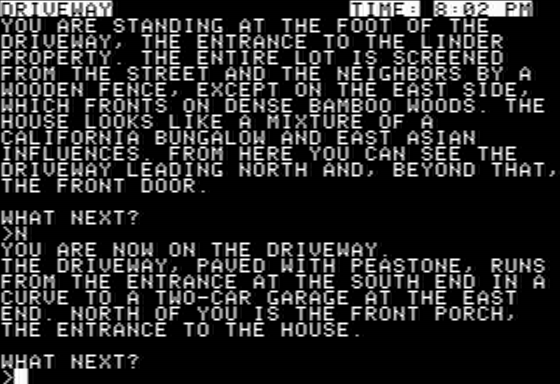 DRIVEWAY TIME: 8:02 PM
YOU ARE STANDING AT THE FOOT OF THE
DRIVEWAY, THE ENTRANCE TO THE LINDER
PROPERTY. THE ENTIRE LOT IS SCREENED
FROM THE STREET AND THE NEIGHBORS BY A
WOODEN FENCE, EXCEPT ON THE EAST SIDE,
WHICH FRONTS ON DENSE BAMBOO WOODS. THE
HOUSE LOOKS LIKE A MIXTURE OF A
CALIFORNIA BUNGALOW AND EAST ASIAN
INFLUENCES. FROM HERE YOU CAN SEE THE
DRIVEWAY LEADING NORTH AND, BEYOND THAT,
THE FRONT DOOR.
WHAT NEXT?
>N
YOU ARE NOW ON THE DRIVEWAY.
THE DRIVEWAY, PAVED WITH PEASTONE, RUNS
FROM THE ENTRANCE AT THE SOUTH END IN A
CURVE TO A TWO-CAR GARAGE AT THE EAST
END. NORTH OF YOU IS THE FRONT PORCH,
THE ENTRANCE TO THE HOUSE.
WHAT NEXT?
>